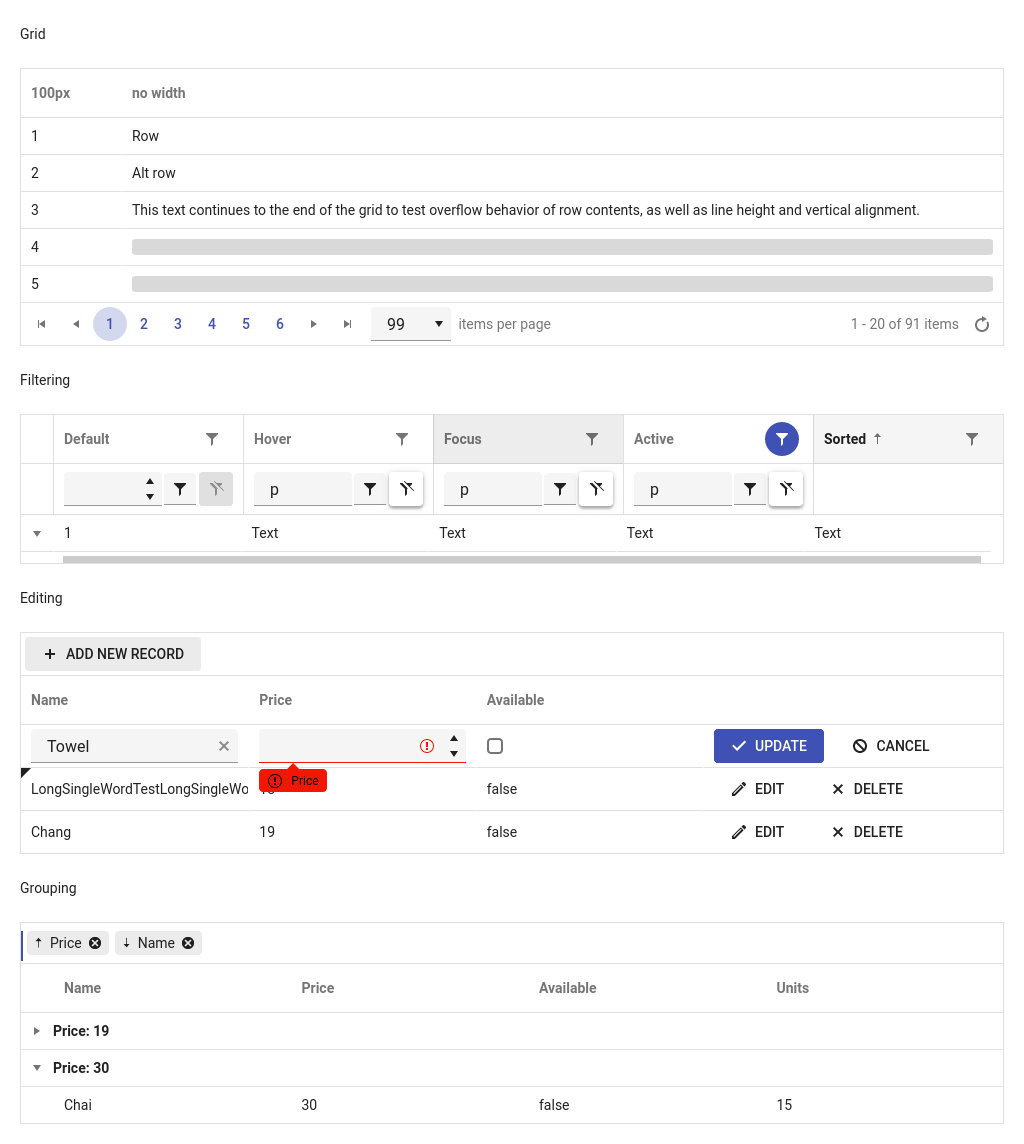 Grid
100px no width
1 Row
2 Alt row
3 This text continues to the end of the grid to test overflow behavior of row contents, as well as line height and vertical alignment.
4
5
1 2 3 4 5 6 99 items per page 1 - 20 of 91 items
Filtering
Default Hover Focus Active Sorted
p p p
1 Text Text Text Text
Editing
ADD NEW RECORD
Name Price Available
Towel UPDATE CANCEL
Price
LongSingleWordTestLongSingleWo false EDIT DELETE
Chang 19 false EDIT DELETE
Grouping
Price Name
Name Price Available Units
Price: 19
Price: 30
Chai 30 false 15